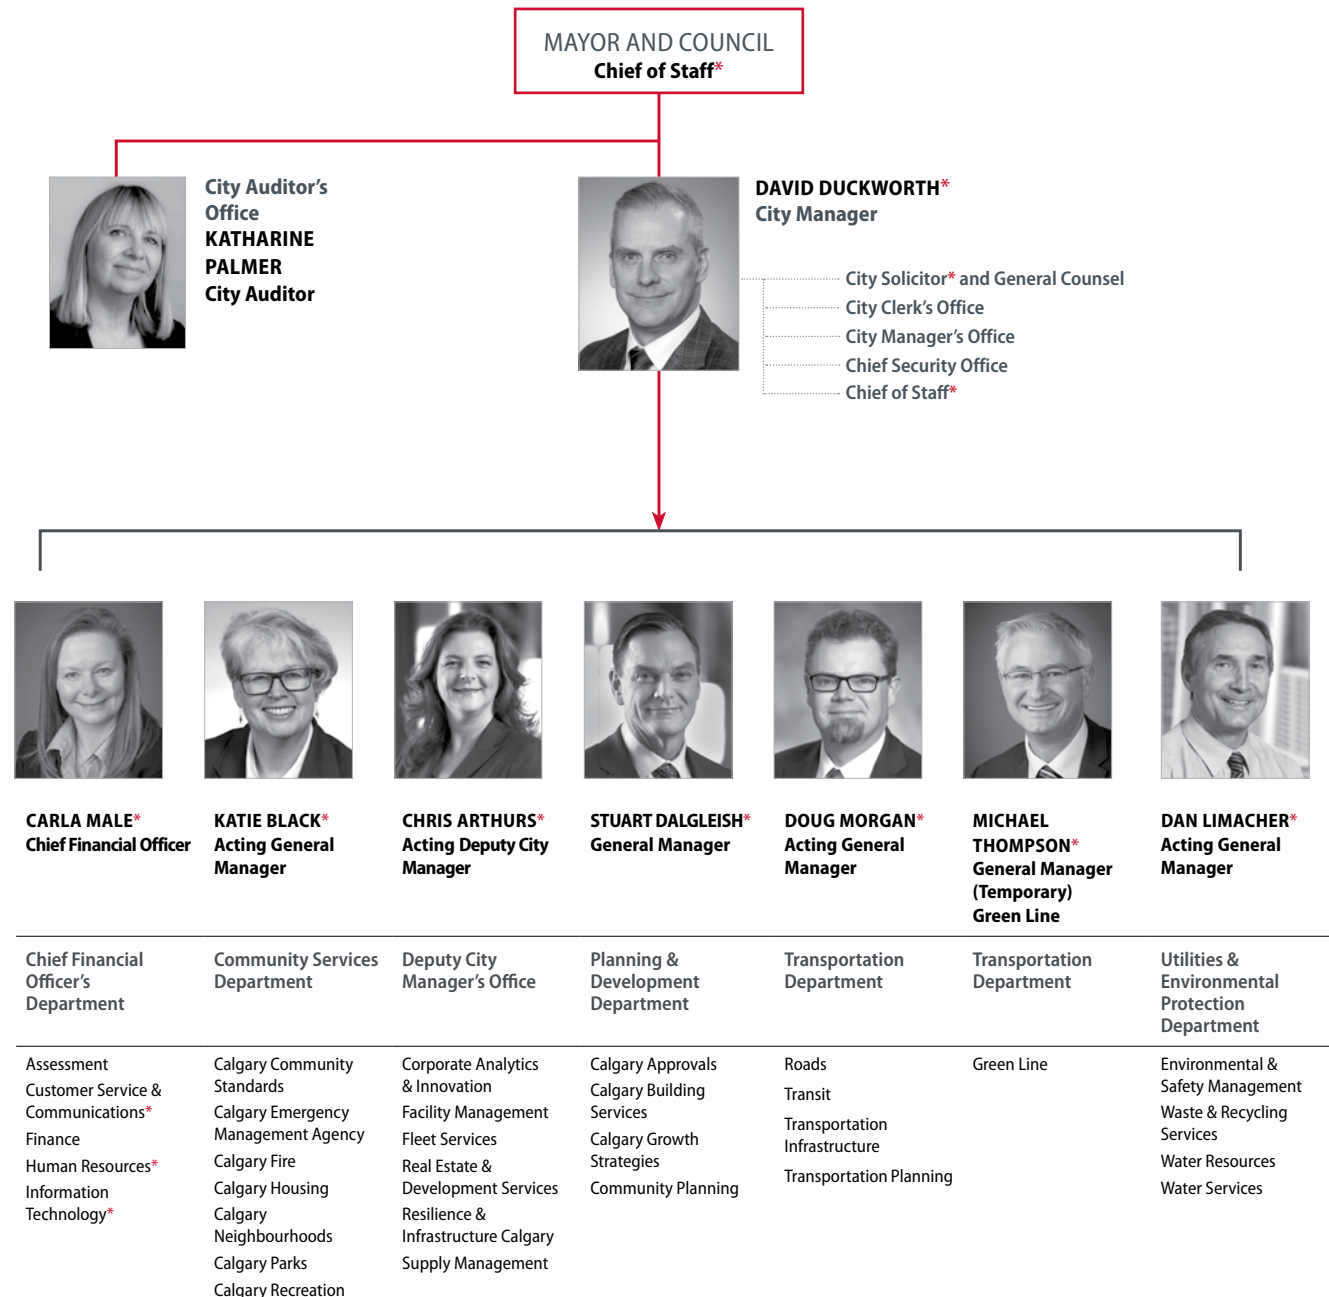 MAYOR AND COUNCIL
Chief of Staff*
City Auditor's
Office
KATHARINE
PALMER
City Auditor
DAVID DUCKWORTH*
City Manager
City Solicitor* and General Counsel
City Clerk's Office
City Manager's Office
Chief Security Office
Chief of Staff*
CARLA MALE*
Chief Financial Officer
KATIE BLACK*
Acting General
Manager
CHRIS ARTHURS*
Acting Deputy City
Manager
STUART DALGLEISH*
General Manager
DOUG MORGAN*
Acting General
Manager
MICHAEL
THOMPSON*
General Manager
(Temporary)
Green Line
DAN LIMACHER*
Acting General
Manager
Chief Financial
Officer's
Department
Community Services
Department
Deputy City
Manager's Office
Planning &
Development
Department
Transportation
Department
Transportation
Department
Utilities &
Environmental
Protection
Department
Assessment
Customer Service &
Communications*
Finance
Human Resources*
Information
Technology*
Calgary Community
Standards
Calgary Emergency
Management Agency
Calgary Fire
Calgary Housing
Calgary
Neighbourhoods
Calgary Parks
Calgary Recreation
Corporate Analytics
& Innovation
Facility Management
Fleet Services
Real Estate &
Development Services
Resilience &
Infrastructure Calgary
Supply Management
Calgary Approvals
Calgary Building
Services
Calgary Growth
Strategies
Community Planning
Roads
Transit
Transportation
Infrastructure
Transportation Planning
Green Line
Environmental &
Safety Management
Waste & Recycling
Services
Water Resources
Water Services